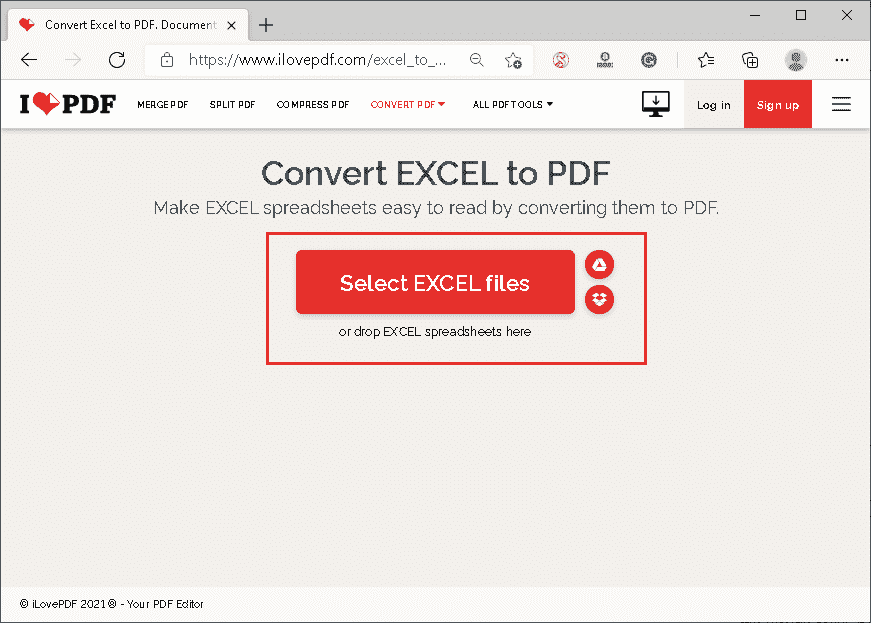 Convert Excel to PDF. Document
https://www.ilovepdf.com/excel_to_...
I PDF
MERGE PDF
SPLIT PDF
COMPRESS PDF
CONVERT PDF
ALL PDF TOOLS
Log in
Sign up
Convert EXCEL to PDF
Make EXCEL spreadsheets easy to read by converting them to PDF.
Select EXCEL files
or drop EXCEL spreadsheets here
© iLovePDF 2021 ® - Your PDF Editor